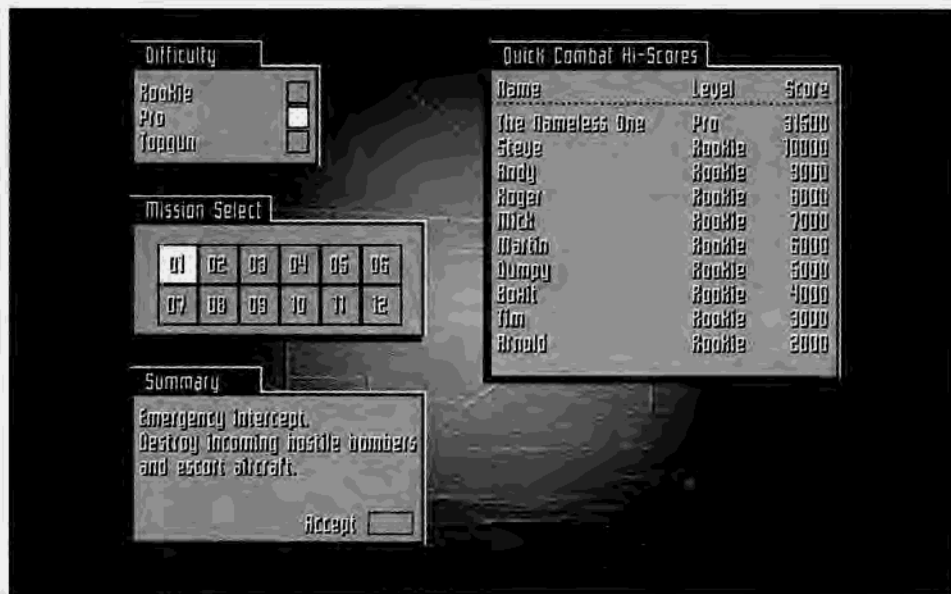 Difficulty
Rookie
Pro
Topgun
Mission Select
01 02 03 04 05 06
07 08 09 10 11 12
Summary
Emergency Intercept.
Destroy incoming hostile bombers
and escort aircraft.
Accept
Quick Combat Hi-Scores
Name Level Score
The Nameless One Pro 31500
Steve Rookie 10000
Andy Rookie 9000
Roger Rookie 8000
Mick Rookie 7000
Martin Rookie 6000
Dumpy Rookie 5000
Boxit Rookie 4000
Tim Rookie 3000
Arnold Rookie 2000